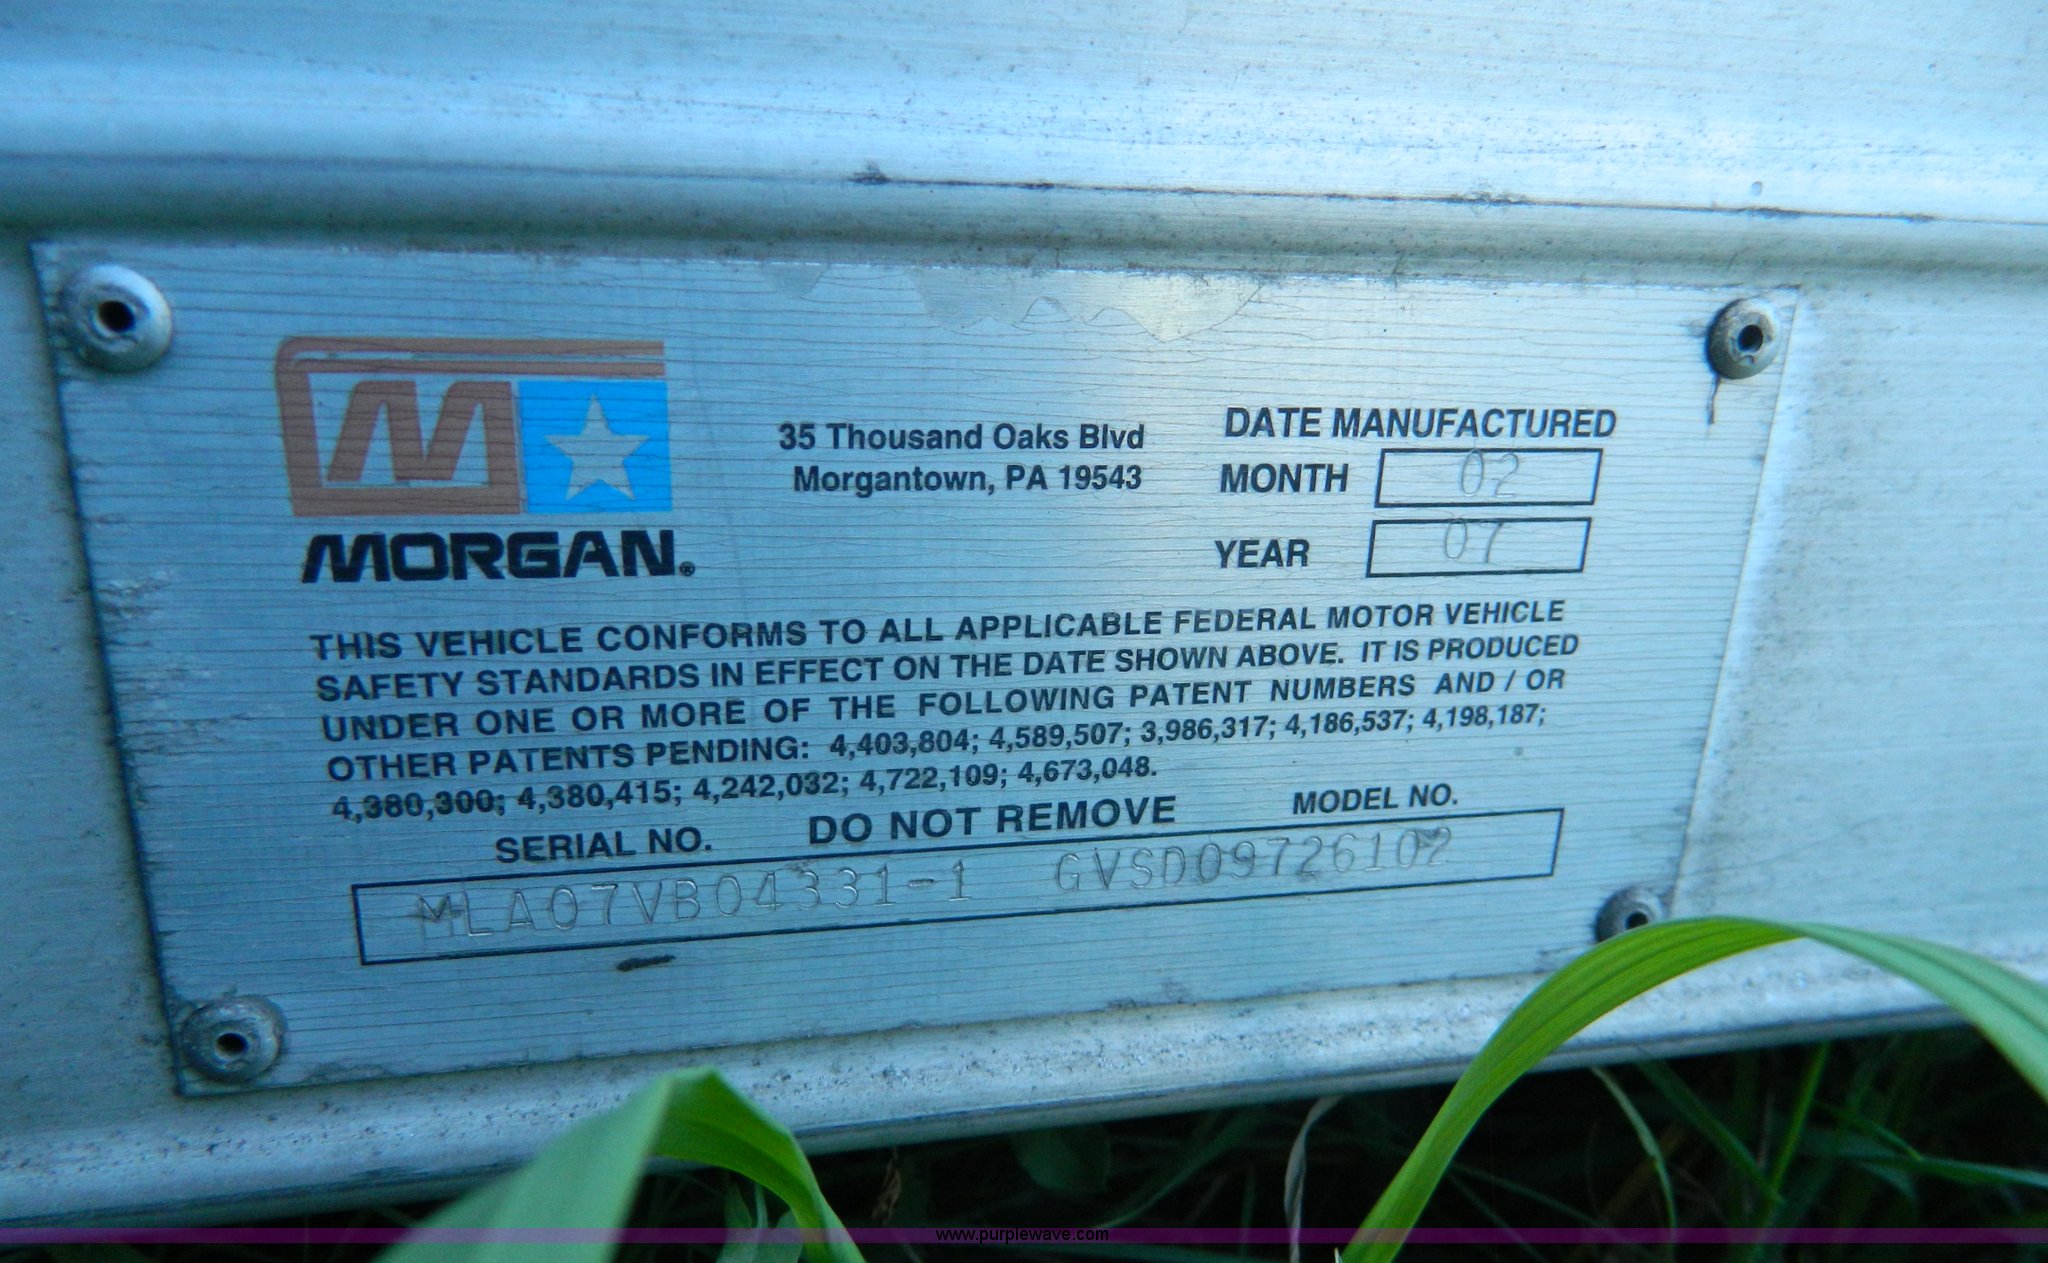 M
MORGAN®
35 Thousand Oaks Blvd
Morgantown, PA 19543
DATE MANUFACTURED
MONTH 02
YEAR 07
THIS VEHICLE CONFORMS TO ALL APPLICABLE FEDERAL MOTOR VEHICLE
SAFETY STANDARDS IN EFFECT ON THE DATE SHOWN ABOVE. IT IS PRODUCED
UNDER ONE OR MORE OF THE FOLLOWING PATENT NUMBERS AND / OR
OTHER PATENTS PENDING: 4,403,804; 4,589,507; 3,986,317; 4,186,537; 4,198,187;
4,380,300; 4,380,415; 4,242,032; 4,722,109; 4,673,048.
SERIAL NO. DO NOT REMOVE MODEL NO.
MLA07VB04331-1 GVSD09726102
www.purplewave.com